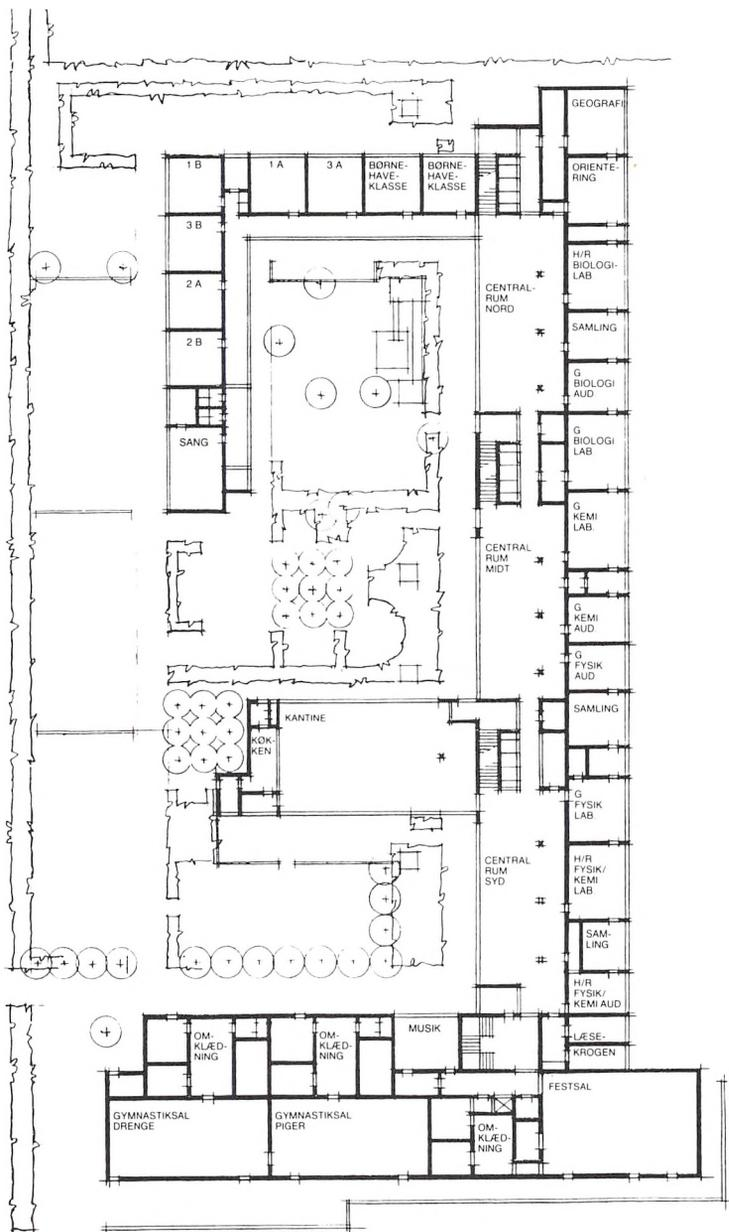 GEOGRAFI
1 B
1 A
3 A
BØRNE-
HAVE-
KLASSE
BØRNE-
HAVE-
KLASSE
ORIENTE-
RING
3 B
H/R
BIOLOGI-
LAB
2 A
CENTRAL-
RUM
NORD
SAMLING
2 B
G
BIOLOGI
AUD
SANG
G
BIOLOGI
LAB
G
KEMI
LAB.
CENTRAL
RUM
MIDT
G
KEMI
AUD
G
FYSIK
AUD
SAMLING
KANTINE
KØK-
KEN
G
FYSIK
LAB
CENTRAL
RUM
SYD
H/R
FYSIK/
KEMI
LAB
SAM-
LING
H/R
FYSIK/
KEMI AUD
OM-
KLÆD-
NING
OM-
KLÆD-
NING
MUSIK
LÆSE-
KROGEN
GYMNASTIKSAL
DRENGE
GYMNASTIKSAL
PIGER
OM-
KLÆD-
NING
FESTSAL